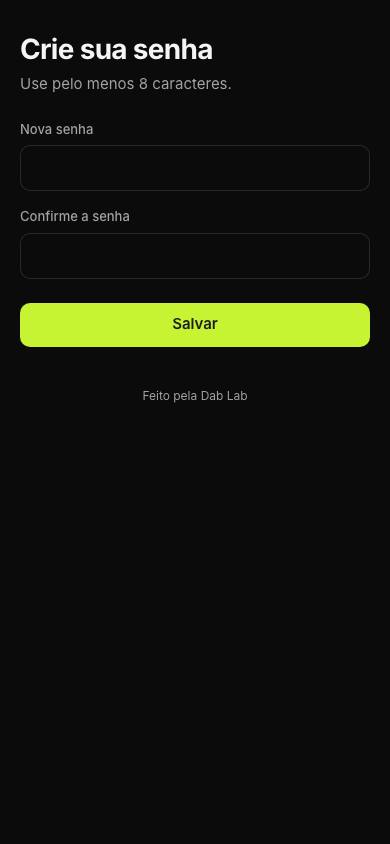 Crie sua senha
Use pelo menos 8 caracteres.
Nova senha
Confirme a senha
Salvar
Feito pela Dab Lab